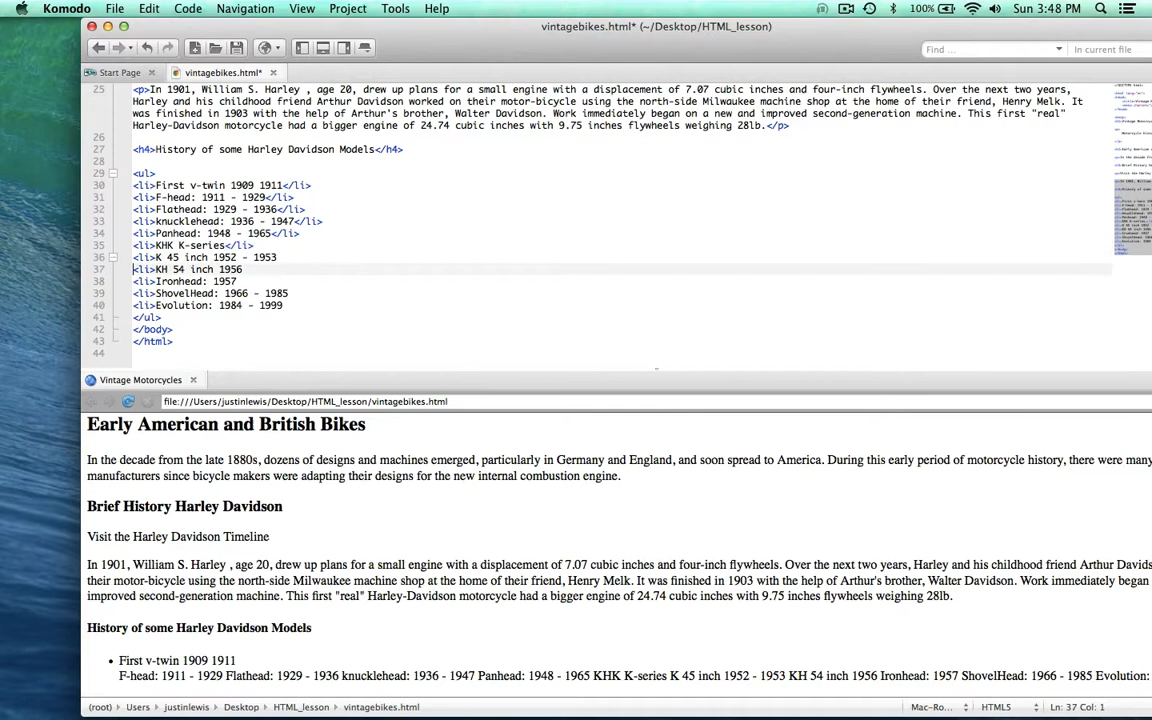 Komodo File Edit Code Navigation View Project Tools Help 100% Sun 3:48 PM
vintagebikes.html* (~/Desktop/HTML_lesson)
Find ... In current file
Start Page vintagebikes.html*
25 <p>In 1901, William S. Harley , age 20, drew up plans for a small engine with a displacement of 7.07 cubic inches and four-inch flywheels. Over the next two years,
Harley and his childhood friend Arthur Davidson worked on their motor-bicycle using the north-side Milwaukee machine shop at the home of their friend, Henry Melk. It
was finished in 1903 with the help of Arthur's brother, Walter Davidson. Work immediately began on a new and improved second-generation machine. This first "real"
Harley-Davidson motorcycle had a bigger engine of 24.74 cubic inches with 9.75 inches flywheels weighing 28lb.</p>
26
27 <h4>History of some Harley Davidson Models</h4>
28
29 <ul>
30 <li>First v-twin 1909 1911</li>
31 <li>F-head: 1911 - 1929</li>
32 <li>Flathead: 1929 - 1936</li>
33 <li>knucklehead: 1936 - 1947</li>
34 <li>Panhead: 1948 - 1965</li>
35 <li>KHK K-series</li>
36 <li>K 45 inch 1952 - 1953
37 <li>KH 54 inch 1956
38 <li>Ironhead: 1957
39 <li>ShovelHead: 1966 - 1985
40 <li>Evolution: 1984 - 1999
41 </ul>
42 </body>
43 </html>
44
Vintage Motorcycles
file:///Users/justinlewis/Desktop/HTML_lesson/vintagebikes.html
Early American and British Bikes
In the decade from the late 1880s, dozens of designs and machines emerged, particularly in Germany and England, and soon spread to America. During this early period of motorcycle history, there were many
manufacturers since bicycle makers were adapting their designs for the new internal combustion engine.
Brief History Harley Davidson
Visit the Harley Davidson Timeline
In 1901, William S. Harley , age 20, drew up plans for a small engine with a displacement of 7.07 cubic inches and four-inch flywheels. Over the next two years, Harley and his childhood friend Arthur Davids
their motor-bicycle using the north-side Milwaukee machine shop at the home of their friend, Henry Melk. It was finished in 1903 with the help of Arthur's brother, Walter Davidson. Work immediately began
improved second-generation machine. This first "real" Harley-Davidson motorcycle had a bigger engine of 24.74 cubic inches with 9.75 inches flywheels weighing 28lb.
History of some Harley Davidson Models
• First v-twin 1909 1911
F-head: 1911 - 1929 Flathead: 1929 - 1936 knucklehead: 1936 - 1947 Panhead: 1948 - 1965 KHK K-series K 45 inch 1952 - 1953 KH 54 inch 1956 Ironhead: 1957 ShovelHead: 1966 - 1985 Evolution:
(root) Users justinlewis Desktop HTML_lesson vintagebikes.html Mac-Ro... HTML5 Ln: 37 Col: 1